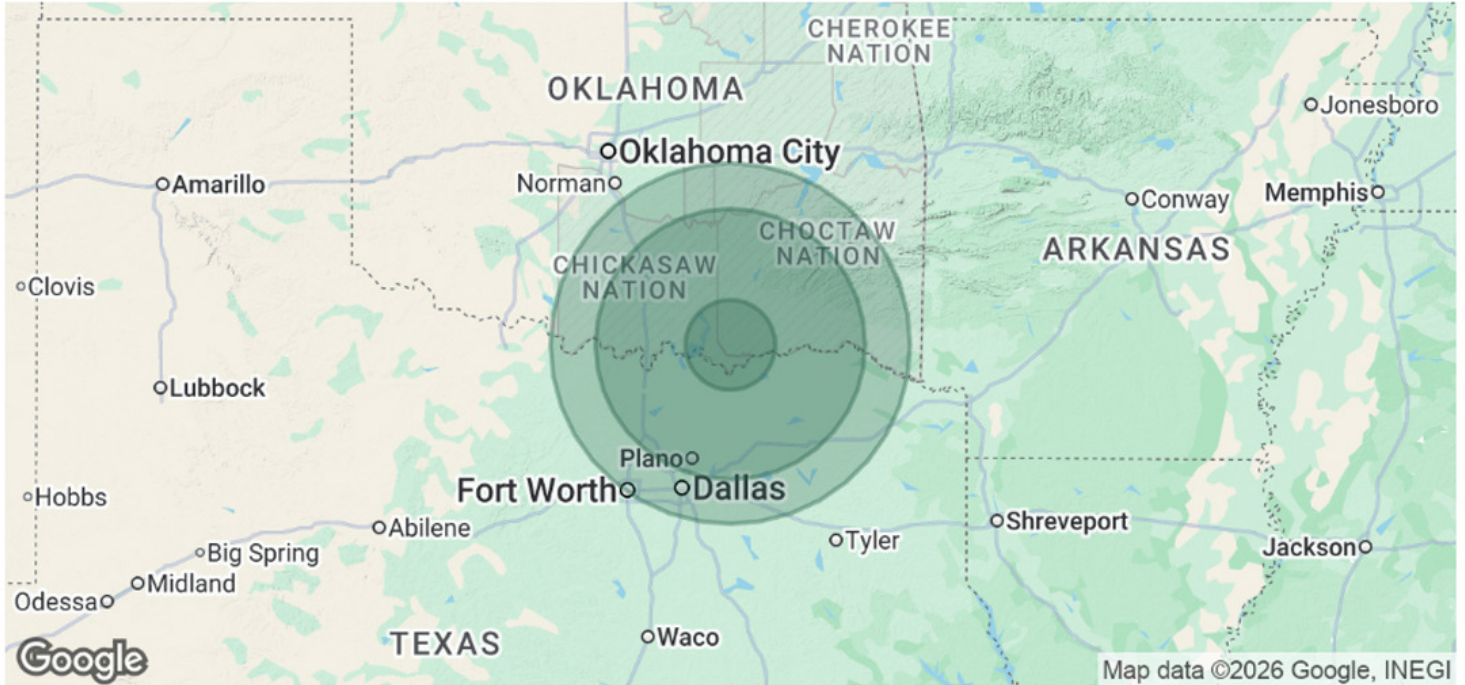 CHEROKEE
NATION
OKLAHOMA
Jonesboro
Oklahoma City
Norman
Amarillo
Conway
Memphis
CHOCTAW
NATION
ARKANSAS
CHICKASAW
NATION
Clovis
Lubbock
Plano
Fort Worth
Dallas
Hobbs
Abilene
Shreveport
Tyler
Jackson
Big Spring
Midland
Odessa
Waco
TEXAS
Google
Map data ©2026 Google, INEGI